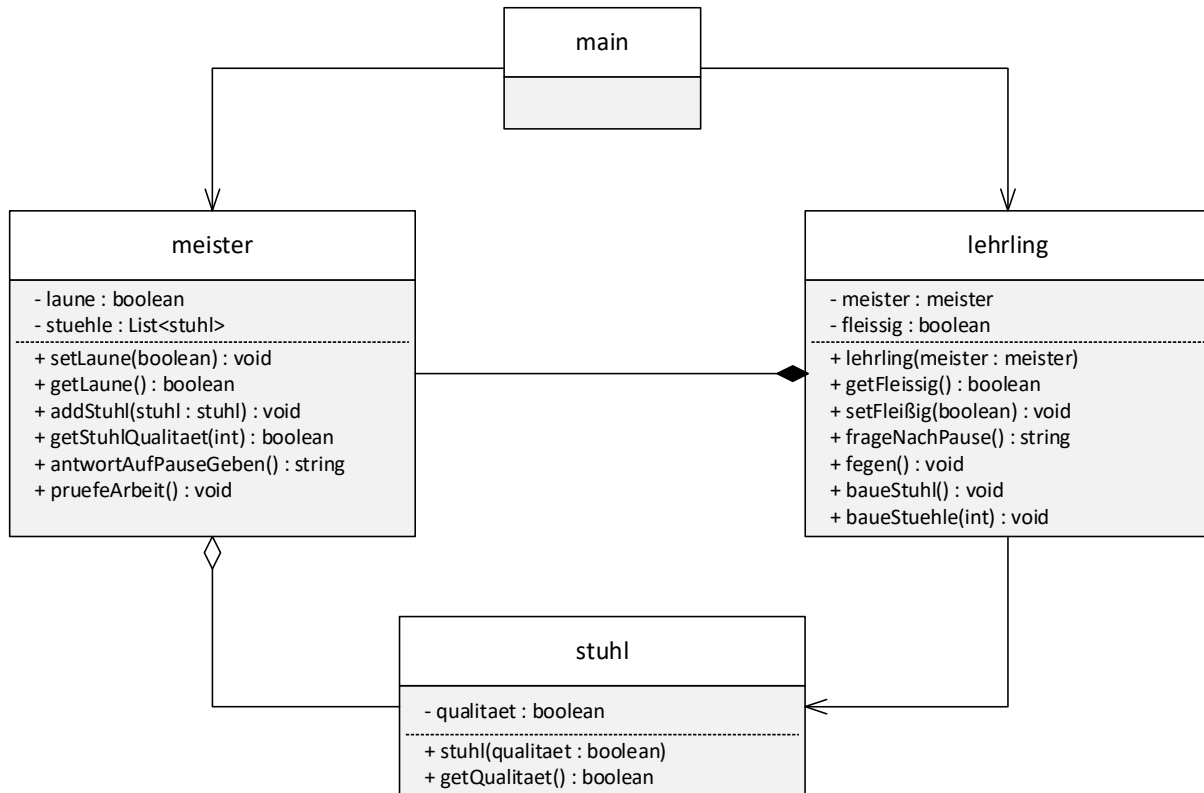 main
meister
- laune : boolean
- stuehle : List<stuhl>
+ setLaune(boolean) : void
+ getLaune() : boolean
+ addStuhl(stuhl : stuhl) : void
+ getStuhlQualitaet(int) : boolean
+ antwortAufPauseGeben() : string
+ pruefeArbeit() : void
lehrling
- meister : meister
- fleissig : boolean
+ lehrling(meister : meister)
+ getFleissig() : boolean
+ setFleißig(boolean) : void
+ frageNachPause() : string
+ fegen() : void
+ baueStuhl() : void
+ baueStuehle(int) : void
stuhl
- qualitaet : boolean
+ stuhl(qualitaet : boolean)
+ getQualitaet() : boolean